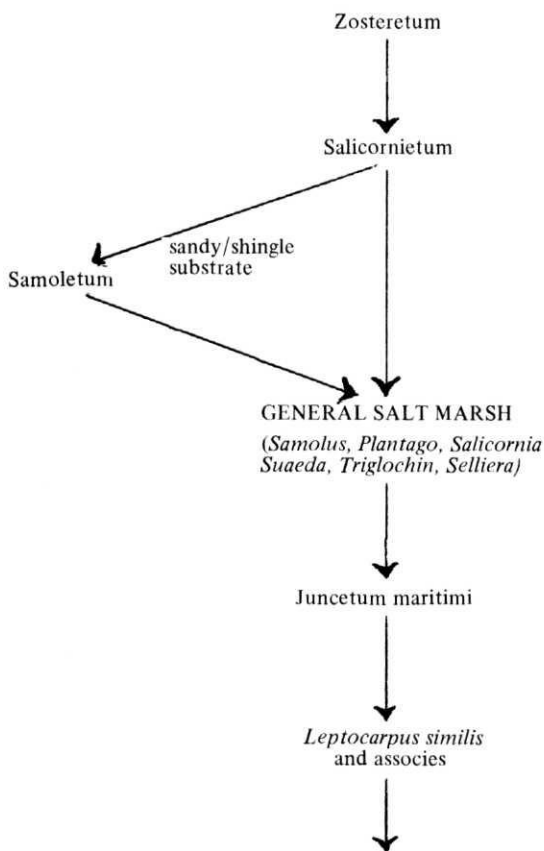 Zosteretum
Salicornietum
sandy/shingle
substrate
Samoletum
GENERAL SALT MARSH
(Samolus, Plantago, Salicornia
Suaeda, Triglochin, Selliera)
Juncetum maritimi
Leptocarpus similis
and associes